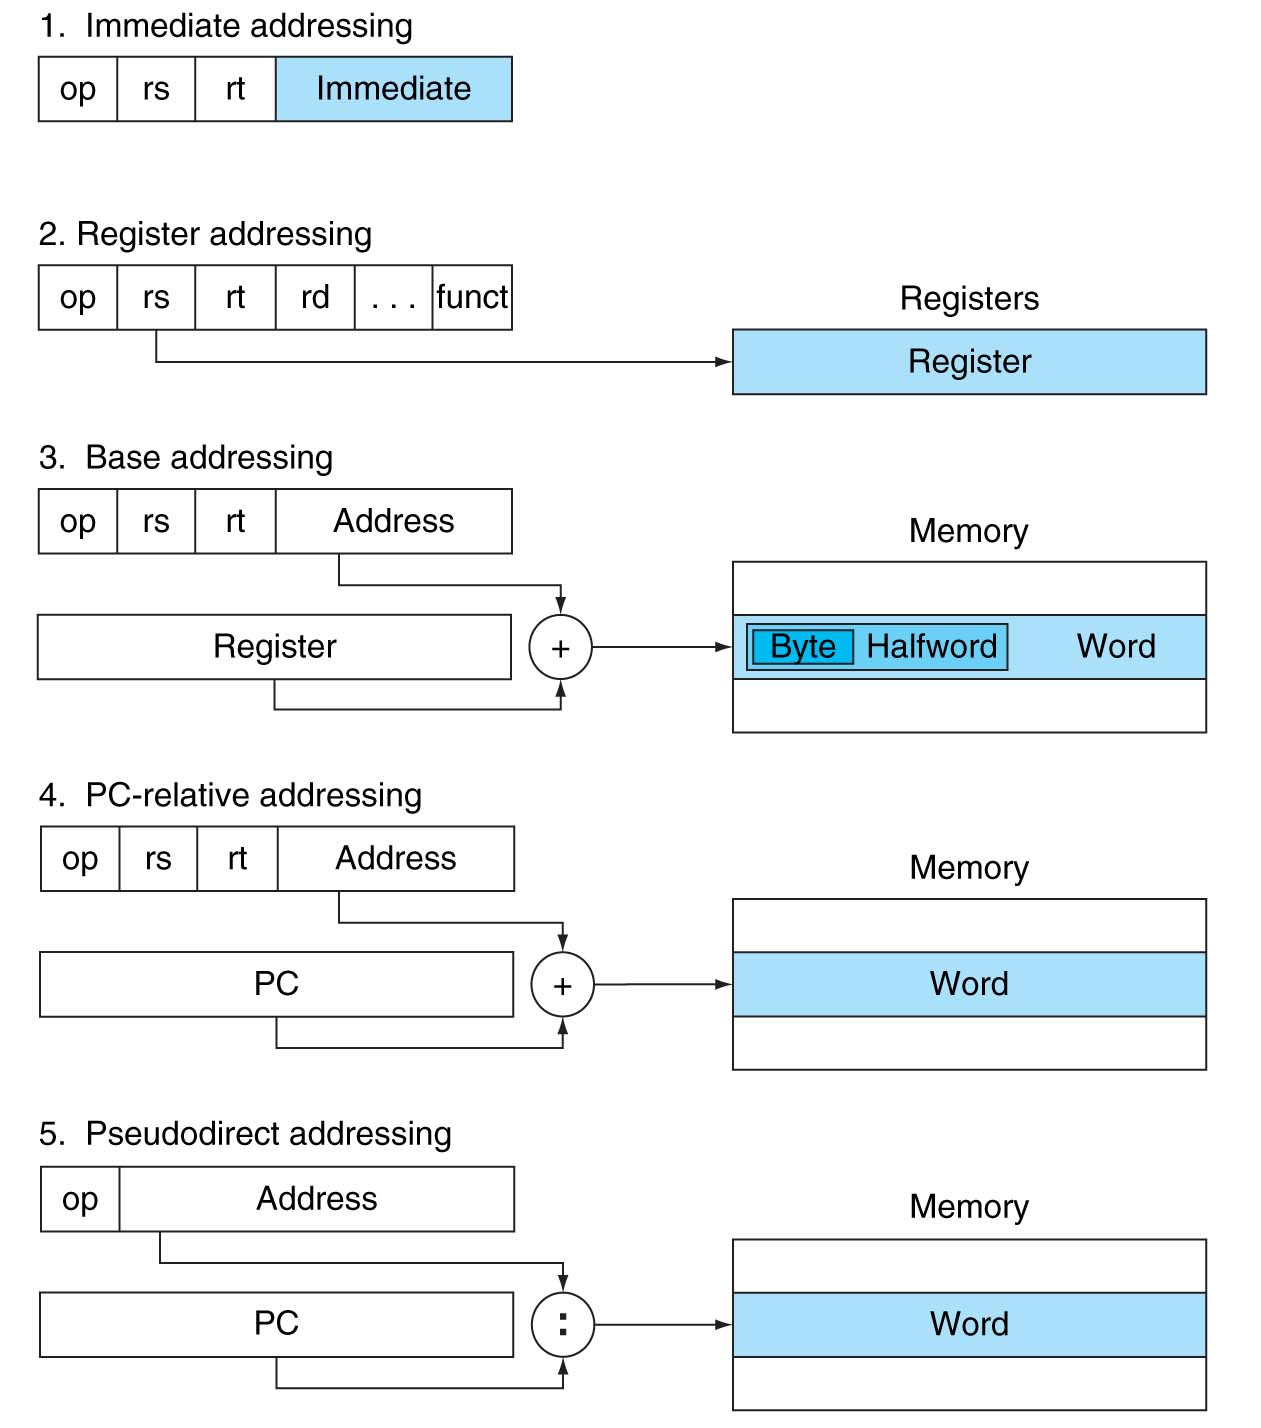 1. Immediate addressing
op rs rt Immediate
2. Register addressing
op rs rt rd . . . funct
Registers
Register
3. Base addressing
op rs rt Address
Memory
Register + Byte Halfword Word
4. PC-relative addressing
op rs rt Address
Memory
PC + Word
5. Pseudodirect addressing
op Address
Memory
PC : Word